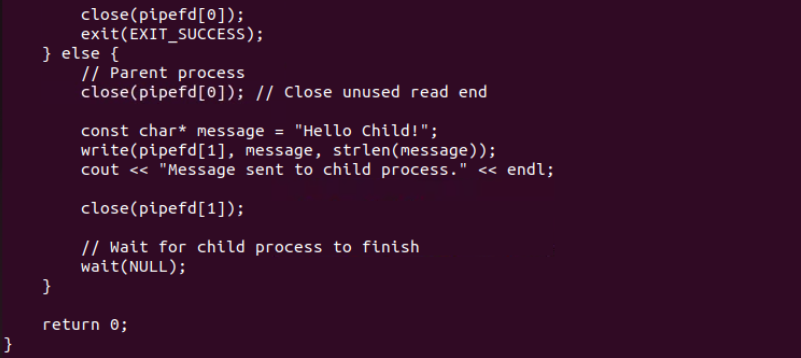 close(pipefd[0]);
        exit(EXIT_SUCCESS);
    } else {
        // Parent process
        close(pipefd[0]); // Close unused read end

        const char* message = "Hello Child!";
        write(pipefd[1], message, strlen(message));
        cout << "Message sent to child process." << endl;

        close(pipefd[1]);

        // Wait for child process to finish
        wait(NULL);
    }

    return 0;
}